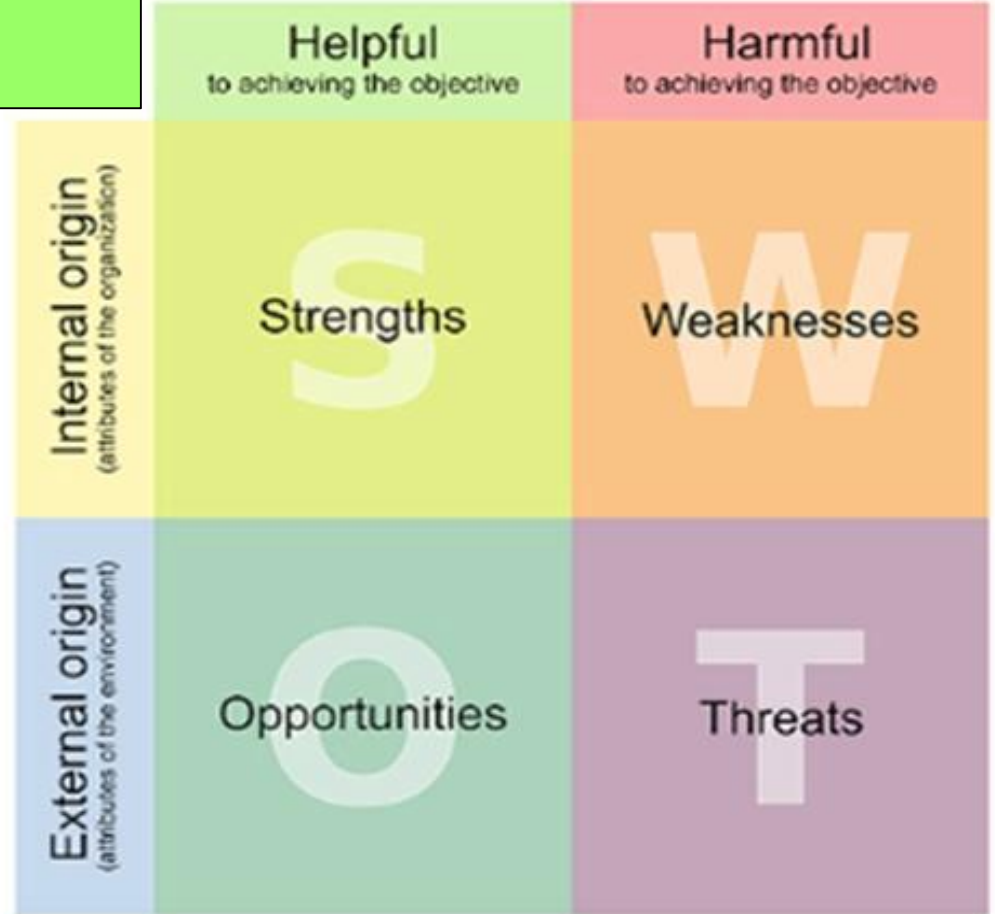 Helpful
to achieving the objective
Harmful
to achieving the objective
Internal origin
(attributes of the organization)
S
Strengths
W
Weaknesses
External origin
(attributes of the environment)
O
Opportunities
T
Threats